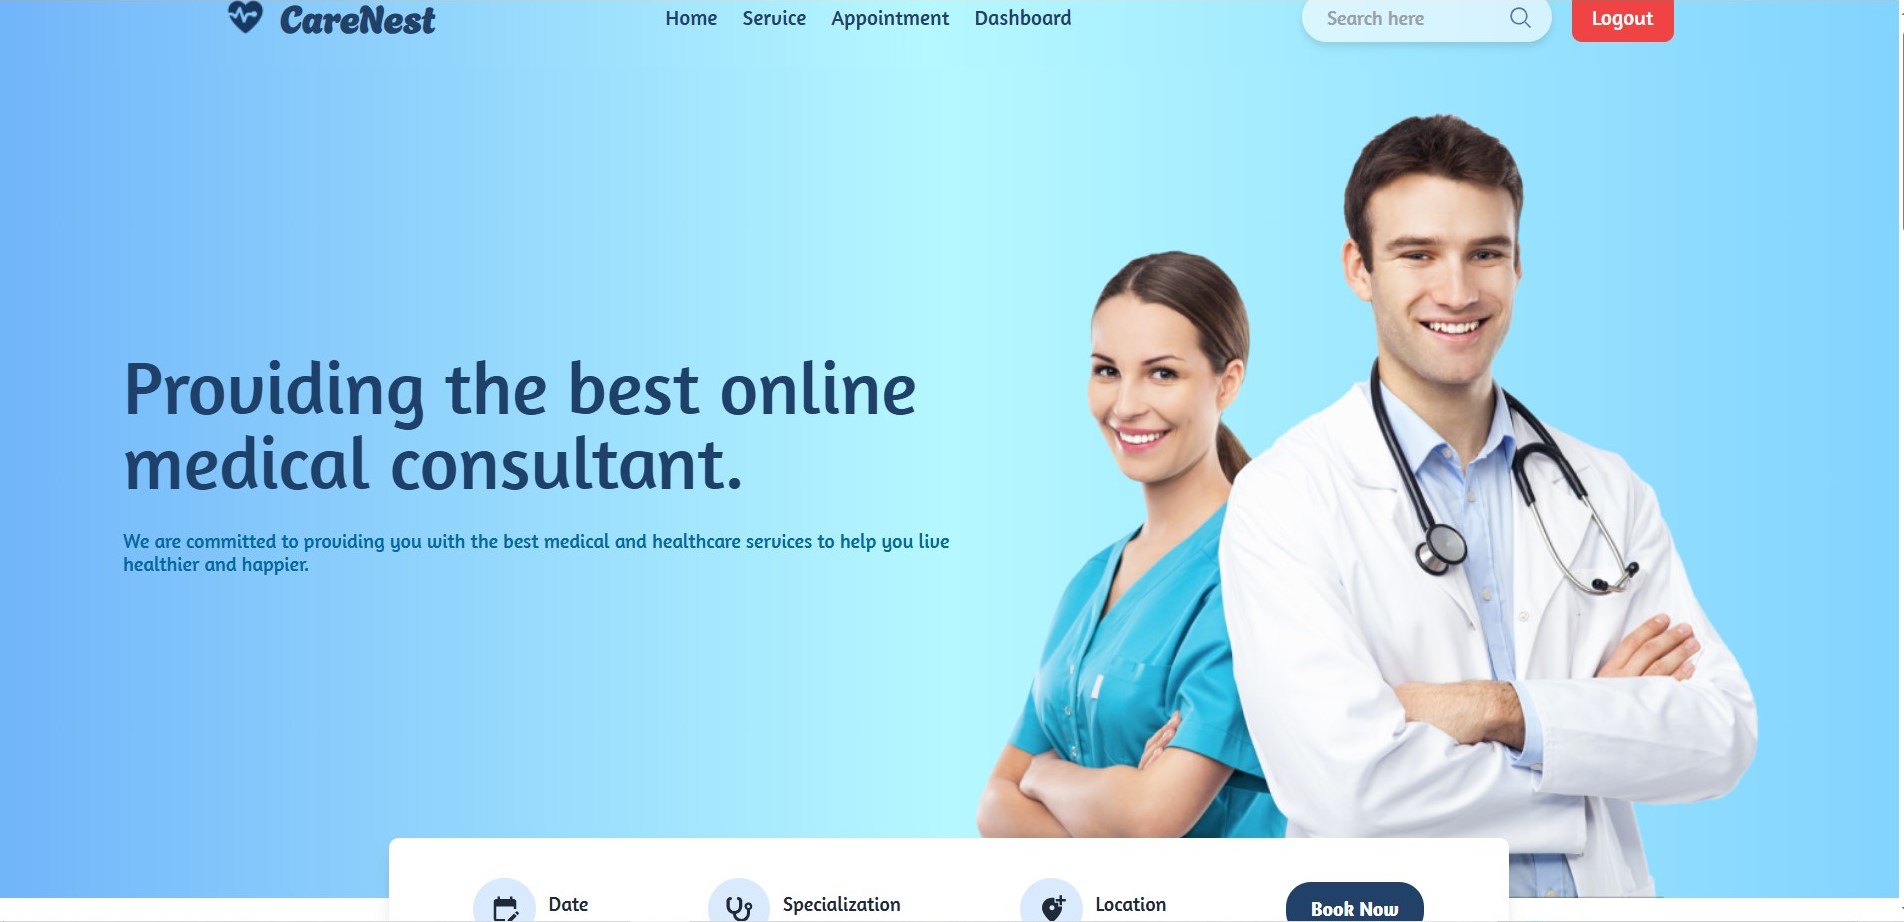 CareNest
Home Service Appointment Dashboard
Search here
Logout
Providing the best online
medical consultant.
We are committed to providing you with the best medical and healthcare services to help you live
healthier and happier.
Date
Specialization
Location
Book Now